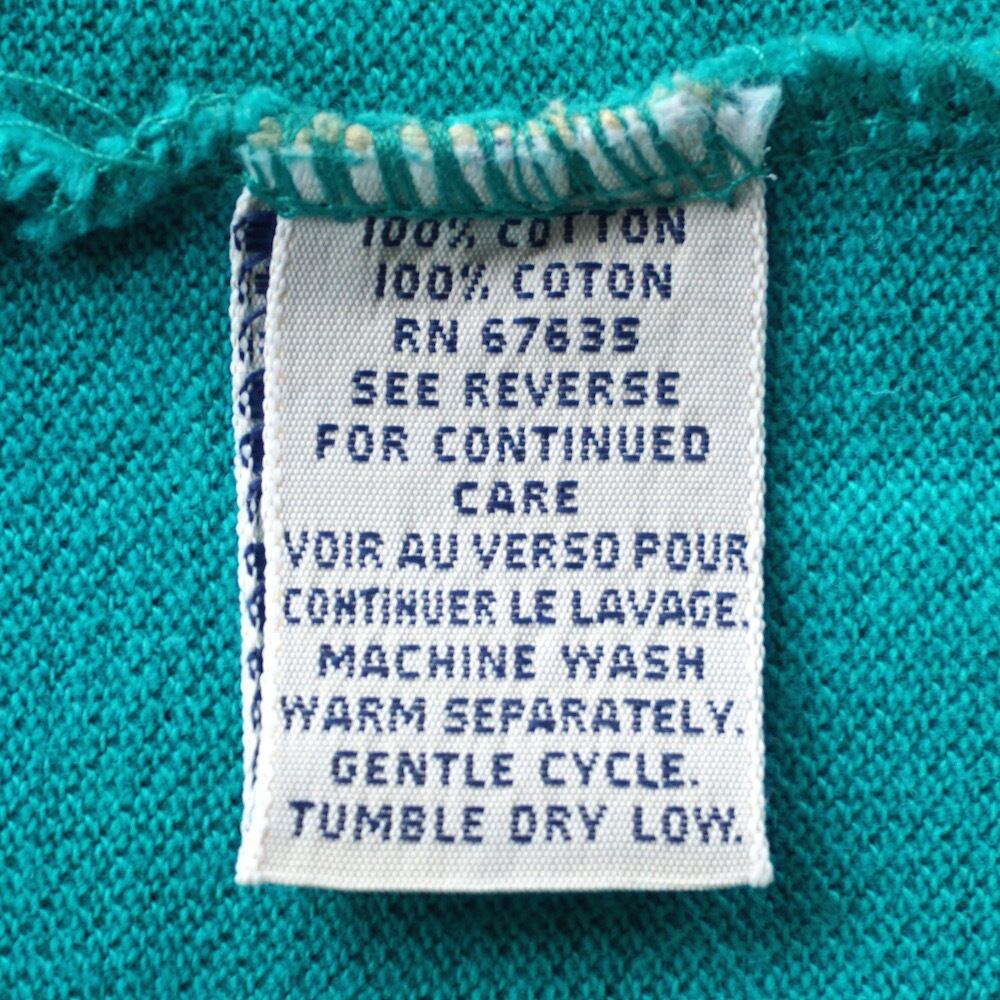 100% COTTON
100% COTON
RN 67635
SEE REVERSE
FOR CONTINUED
CARE
VOIR AU VERSO POUR
CONTINUER LE LAVAGE.
MACHINE WASH
WARM SEPARATELY.
GENTLE CYCLE.
TUMBLE DRY LOW.